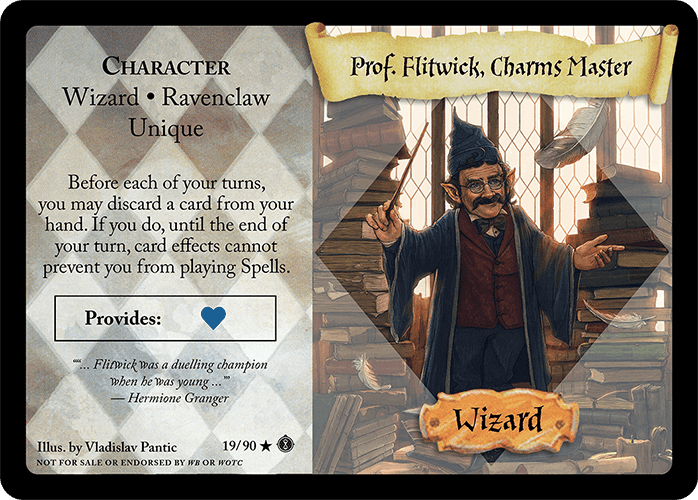 CHARACTER
Wizard • Ravenclaw
Unique
Before each of your turns,
you may discard a card from your
hand. If you do, until the end of
your turn, card effects cannot
prevent you from playing Spells.
Provides:
"“... Flitwick was a duelling champion
when he was young ...”"
— Hermione Granger
Illus. by Vladislav Pantic 19/90 ★
NOT FOR SALE OR ENDORSED BY WB OR WOTC
Prof. Flitwick, Charms Master
Wizard